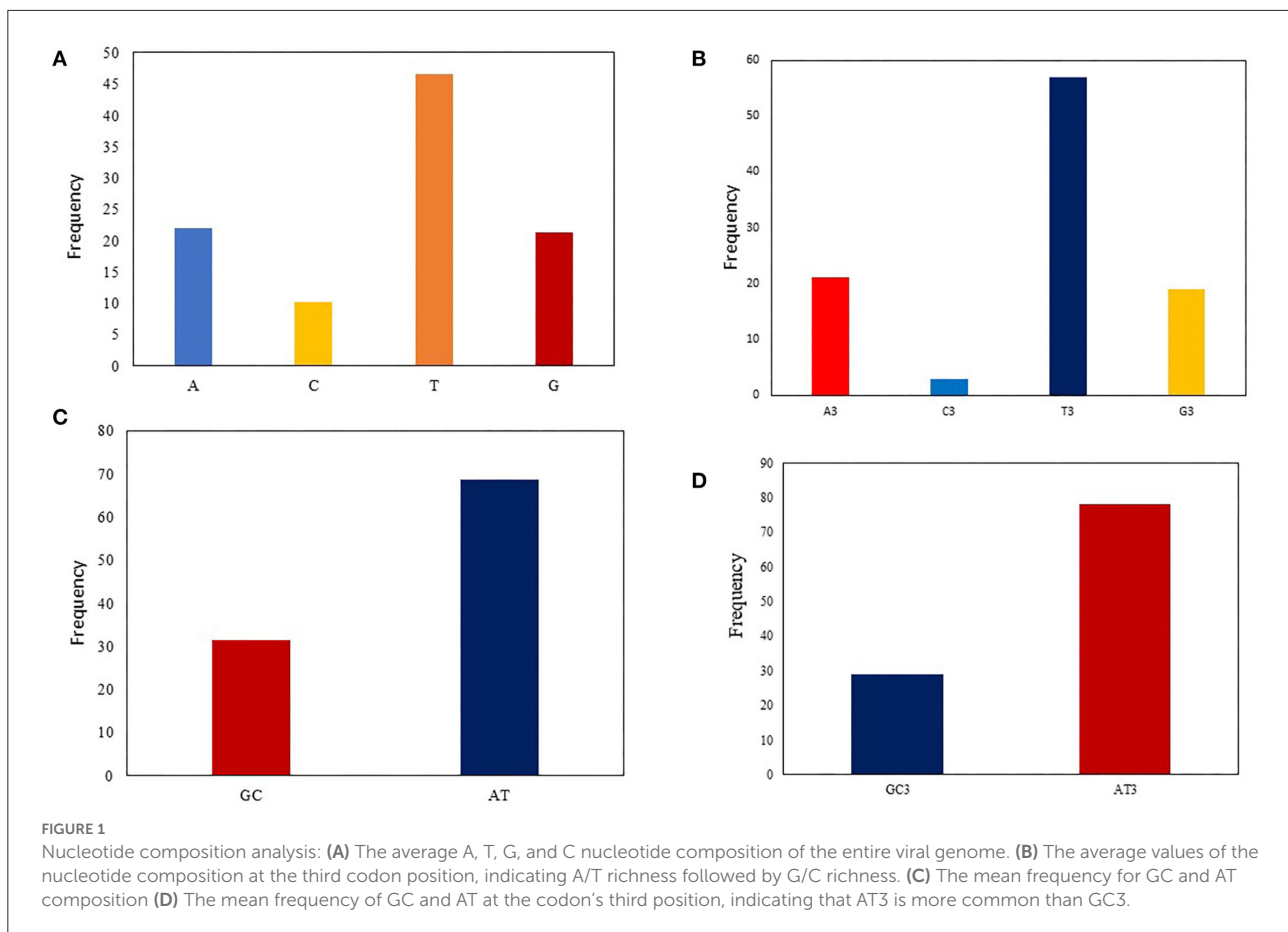 A
Frequency
50
45
40
35
30
25
20
15
10
5
0
A C T G
B
Frequency
60
50
40
30
20
10
0
A3 C3 T3 G3
C
Frequency
80
70
60
50
40
30
20
10
0
GC AT
D
Frequency
90
80
70
60
50
40
30
20
10
0
GC3 AT3
FIGURE 1
Nucleotide composition analysis: (A) The average A, T, G, and C nucleotide composition of the entire viral genome. (B) The average values of the
nucleotide composition at the third codon position, indicating A/T richness followed by G/C richness. (C) The mean frequency for GC and AT
composition (D) The mean frequency of GC and AT at the codon’s third position, indicating that AT3 is more common than GC3.